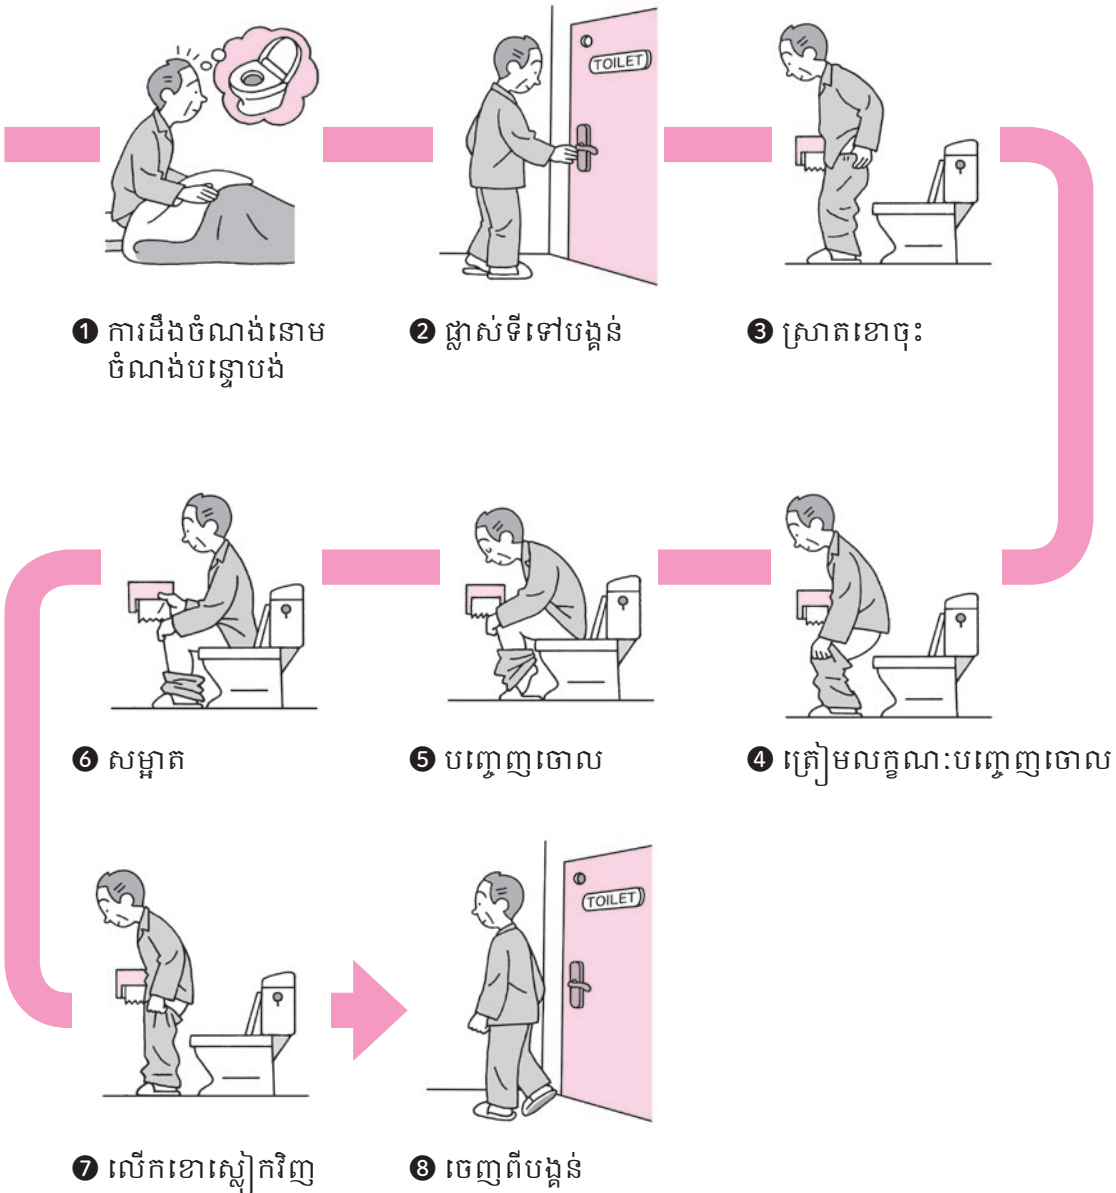 TOILET
❶ ការដឹងចំណង់នោម
ចំណង់បន្ទោបង់
❷ ផ្លាស់ទីទៅបង្គន់
❸ ស្រាតខោចុះ
❹ ត្រៀមលក្ខណៈបញ្ចេញចោល
❺ បញ្ចេញចោល
❻ សម្អាត
❼ លើកខោស្លៀកវិញ
TOILET
❽ ចេញពីបង្គន់